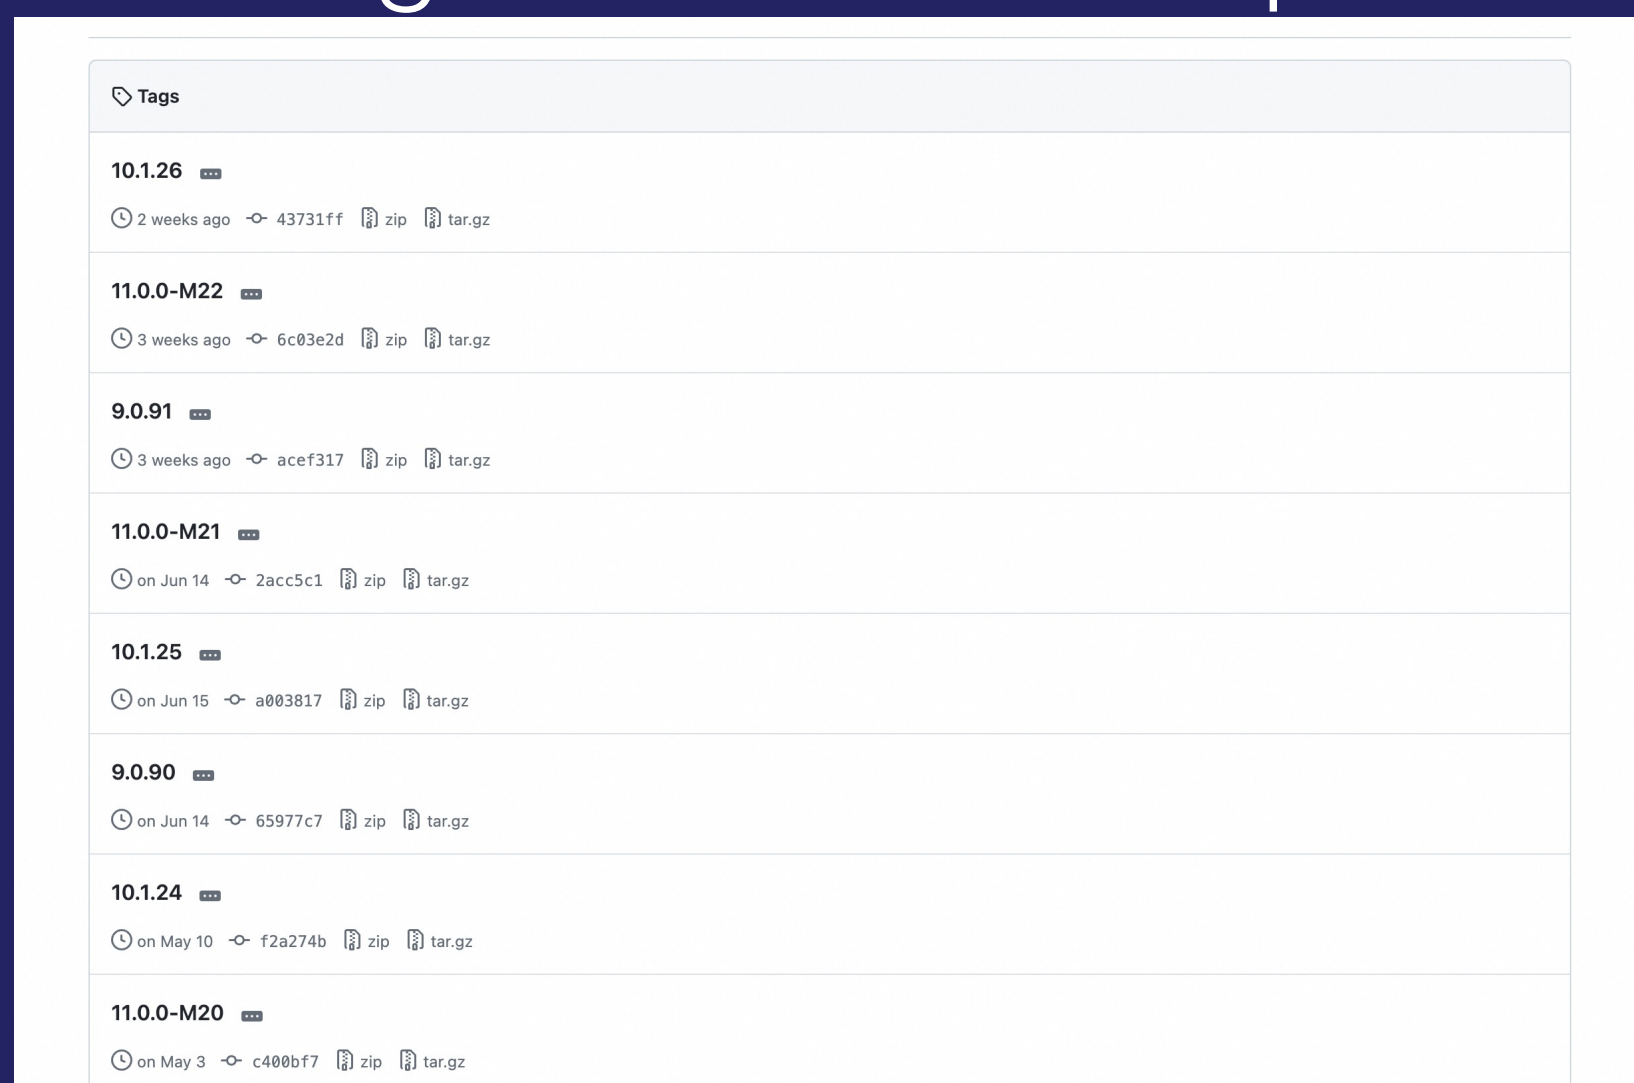 Tags
10.1.26
2 weeks ago 43731ff zip tar.gz
11.0.0-M22
3 weeks ago 6c03e2d zip tar.gz
9.0.91
3 weeks ago acef317 zip tar.gz
11.0.0-M21
on Jun 14 2acc5c1 zip tar.gz
10.1.25
on Jun 15 a003817 zip tar.gz
9.0.90
on Jun 14 65977c7 zip tar.gz
10.1.24
on May 10 f2a274b zip tar.gz
11.0.0-M20
on May 3 c400bf7 zip tar.gz